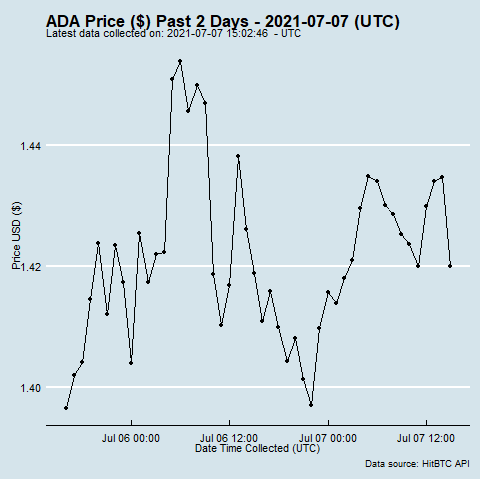 ADA Price ($) Past 2 Days - 2021-07-07 (UTC)
Latest data collected on: 2021-07-07 15:02:46  - UTC
1.44
1.42
1.40
Price USD ($)
Jul 06 00:00
Jul 06 12:00
Jul 07 00:00
Jul 07 12:00
Date Time Collected (UTC)
Data source: HitBTC API